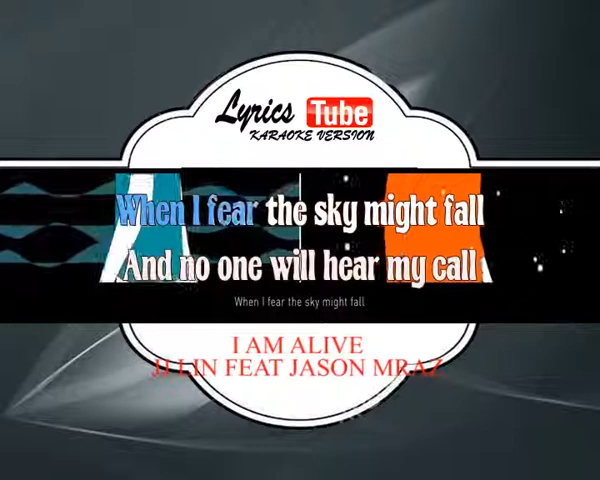 Lyrics Tube
KARAOKE VERSION
When I fear the sky might fall
And no one will hear my call
When I fear the sky might fall
I AM ALIVE
JJ LIN FEAT JASON MRAZ